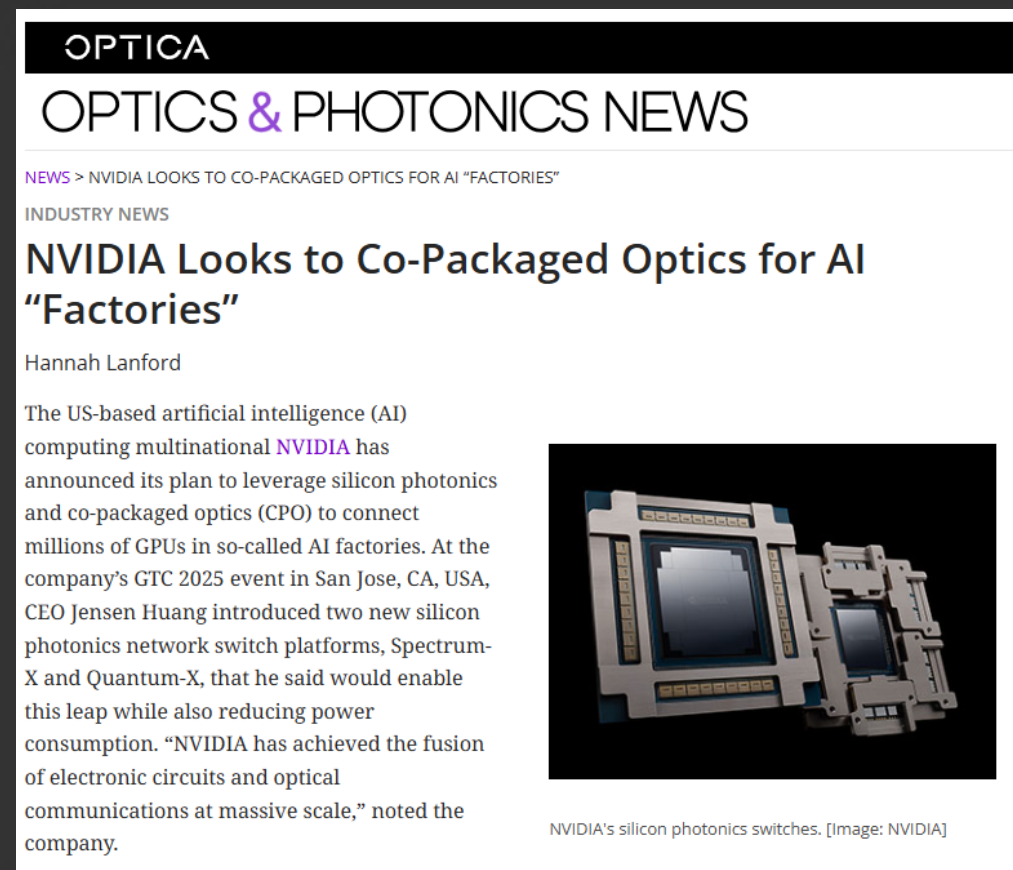 OPTICA
OPTICS & PHOTONICS NEWS
NEWS > NVIDIA LOOKS TO CO-PACKAGED OPTICS FOR AI “FACTORIES”
INDUSTRY NEWS
NVIDIA Looks to Co-Packaged Optics for AI
“Factories”
Hannah Lanford
The US-based artificial intelligence (AI)
computing multinational NVIDIA has
announced its plan to leverage silicon photonics
and co-packaged optics (CPO) to connect
millions of GPUs in so-called AI factories. At the
company’s GTC 2025 event in San Jose, CA, USA,
CEO Jensen Huang introduced two new silicon
photonics network switch platforms, Spectrum-
X and Quantum-X, that he said would enable
this leap while also reducing power
consumption. “NVIDIA has achieved the fusion
of electronic circuits and optical
communications at massive scale,” noted the
company.
NVIDIA's silicon photonics switches. [Image: NVIDIA]